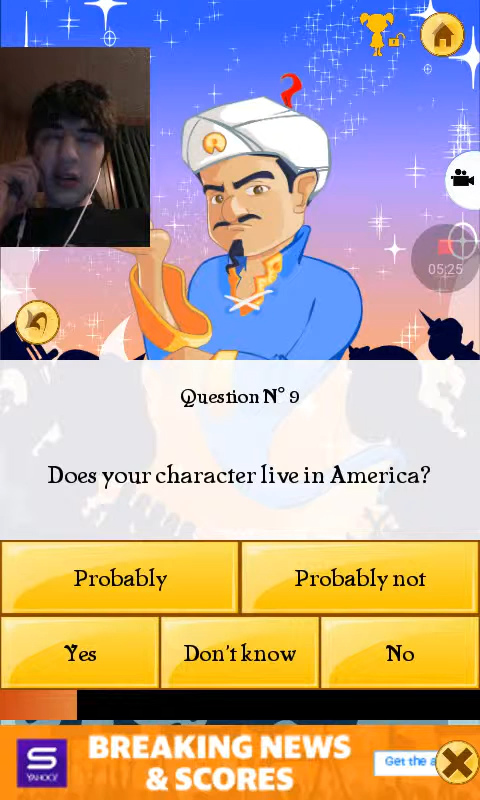 05:25
Question N° 9
Does your character live in America?
Probably
Probably not
Yes
Don't know
No
S
YAHOO!
BREAKING NEWS
& SCORES
Get the a